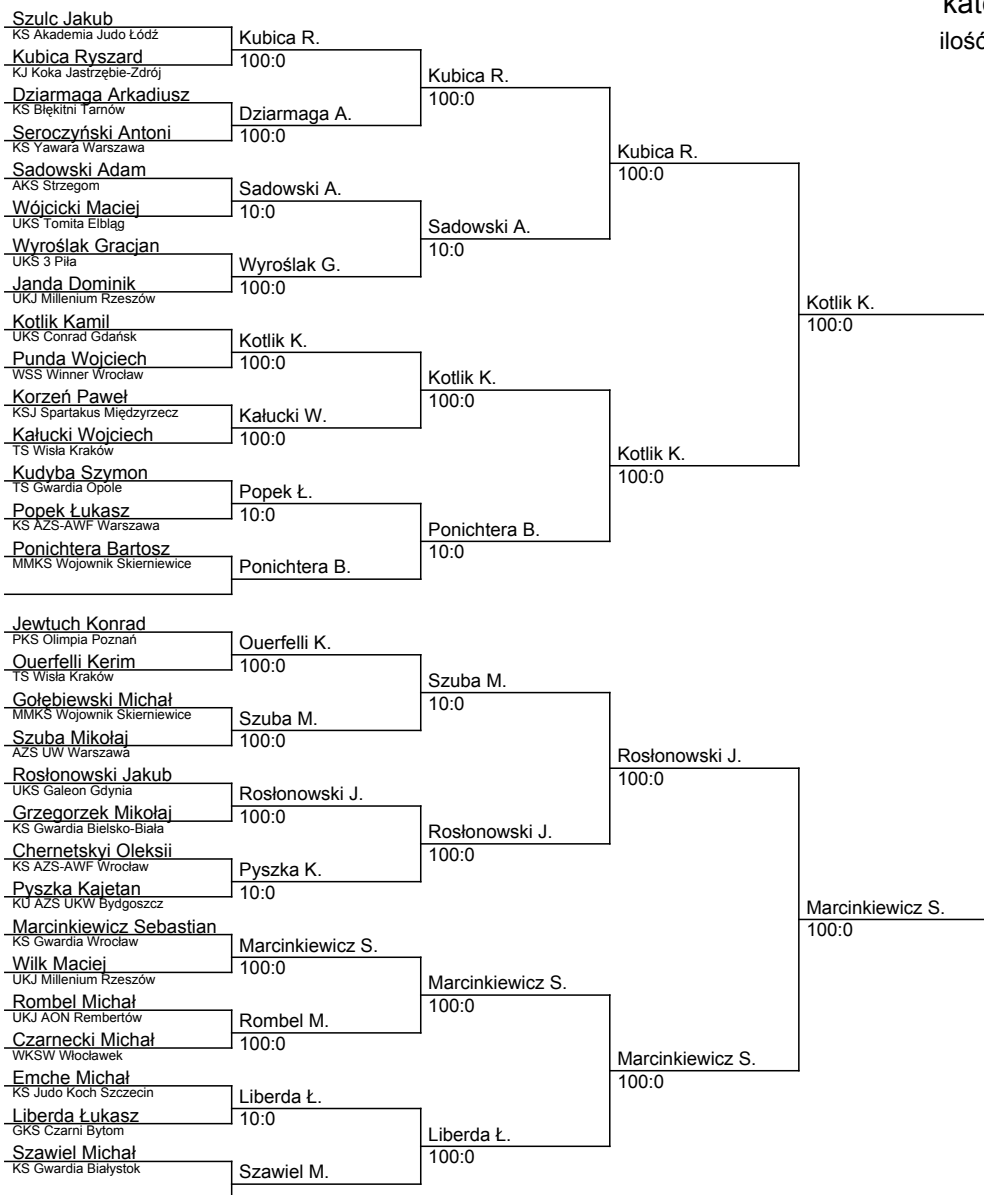 kat
ilość
Szulc Jakub
KS Akademia Judo Łódź
Kubica Ryszard
KJ Koka Jastrzębie-Zdrój
Dziarmaga Arkadiusz
KS Błękitni Tarnów
Seroczyński Antoni
KS Yawara Warszawa
Sadowski Adam
AKS Strzegom
Wójcicki Maciej
UKS Tomita Elbląg
Wyroślak Gracjan
UKS 3 Piła
Janda Dominik
UKJ Millenium Rzeszów
Kotlik Kamil
UKS Conrad Gdańsk
Punda Wojciech
WSS Winner Wrocław
Korzeń Paweł
KSJ Spartakus Międzyrzecz
Kałucki Wojciech
TS Wisła Kraków
Kudyba Szymon
TS Gwardia Opole
Popek Łukasz
KS AZS-AWF Warszawa
Ponichtera Bartosz
MMKS Wojownik Skierniewice
Jewtuch Konrad
PKS Olimpia Poznań
Ouerfelli Kerim
TS Wisła Kraków
Gołębiewski Michał
MMKS Wojownik Skierniewice
Szuba Mikołaj
AZS UW Warszawa
Rosłonowski Jakub
UKS Galeon Gdynia
Grzegorzek Mikołaj
KS Gwardia Bielsko-Biała
Chernetskyi Oleksii
KS AZS-AWF Wrocław
Pyszka Kajetan
KU AZS UKW Bydgoszcz
Marcinkiewicz Sebastian
KS Gwardia Wrocław
Wilk Maciej
UKJ Millenium Rzeszów
Rombel Michał
UKJ AON Rembertów
Czarnecki Michał
WKSW Włocławek
Emche Michał
KS Judo Koch Szczecin
Liberda Łukasz
GKS Czarni Bytom
Szawiel Michał
KS Gwardia Białystok
Kubica R.
100:0
Dziarmaga A.
100:0
Sadowski A.
10:0
Wyroślak G.
100:0
Kotlik K.
100:0
Kałucki W.
100:0
Popek Ł.
10:0
Ponichtera B.
Ouerfelli K.
100:0
Szuba M.
100:0
Rosłonowski J.
100:0
Pyszka K.
10:0
Marcinkiewicz S.
100:0
Rombel M.
100:0
Liberda Ł.
10:0
Szawiel M.
Kubica R.
100:0
Sadowski A.
10:0
Kotlik K.
100:0
Ponichtera B.
10:0
Szuba M.
10:0
Rosłonowski J.
100:0
Marcinkiewicz S.
100:0
Liberda Ł.
100:0
Kubica R.
100:0
Kotlik K.
100:0
Rosłonowski J.
100:0
Marcinkiewicz S.
100:0
Kotlik K.
100:0
Marcinkiewicz S.
100:0